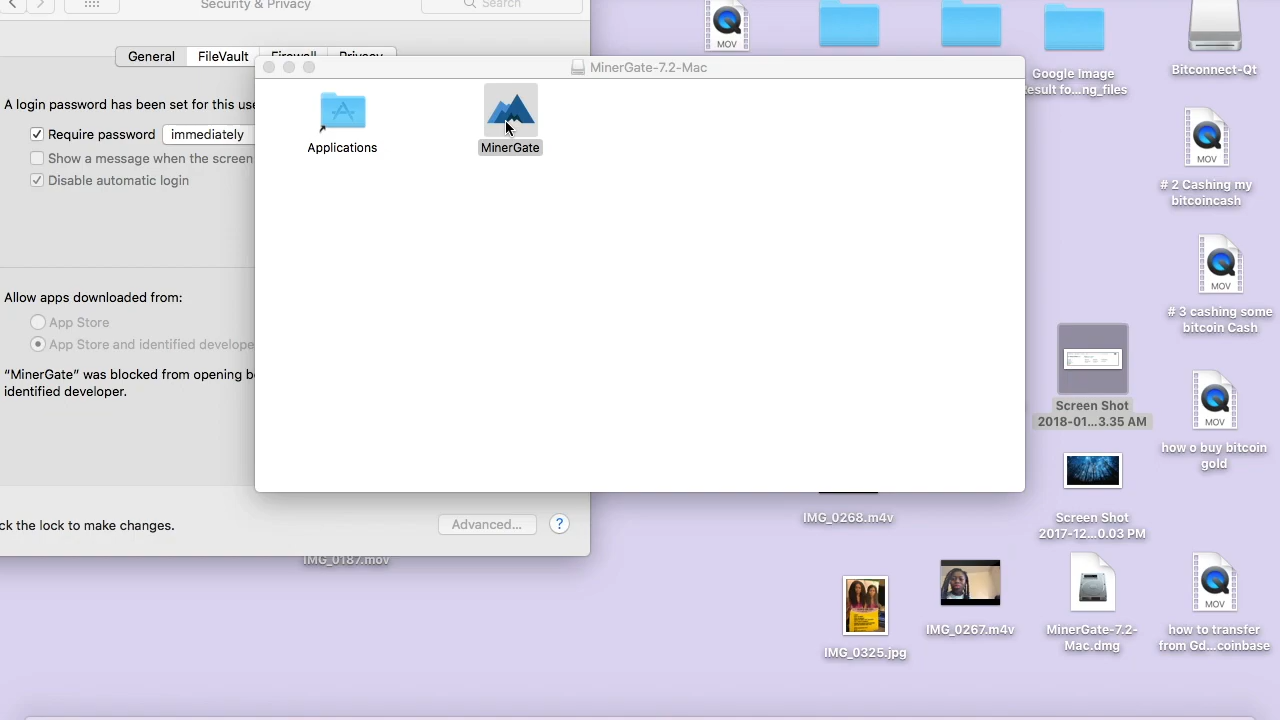 Security & Privacy
Search
General
FileVault
Firewall
Privacy
A login password has been set for this use
Require password
immediately
Show a message when the screen
Disable automatic login
Allow apps downloaded from:
App Store
App Store and identified develope
“MinerGate” was blocked from opening b
identified developer.
ck the lock to make changes.
Advanced...
?
MinerGate-7.2-Mac
Applications
MinerGate
MOV
Google Image
esult fo...ng_files
Bitconnect-Qt
MOV
# 2 Cashing my
bitcoincash
MOV
# 3 cashing some
bitcoin Cash
Screen Shot
2018-01...3.35 AM
MOV
how o buy bitcoin
gold
Screen Shot
2017-12...0.03 PM
IMG_0268.m4v
IMG_0187.mov
IMG_0325.jpg
IMG_0267.m4v
MinerGate-7.2-
Mac.dmg
MOV
how to transfer
from Gd...coinbase